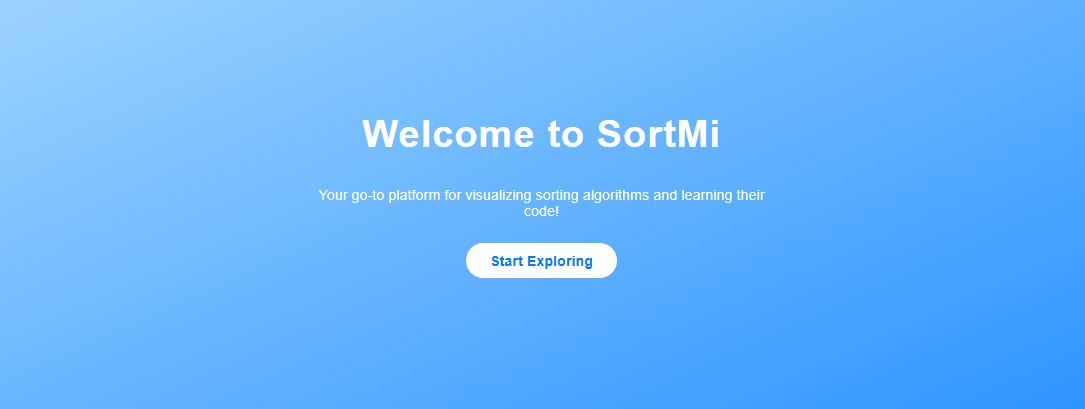 Welcome to SortMi
Your go-to platform for visualizing sorting algorithms and learning their
code!
Start Exploring